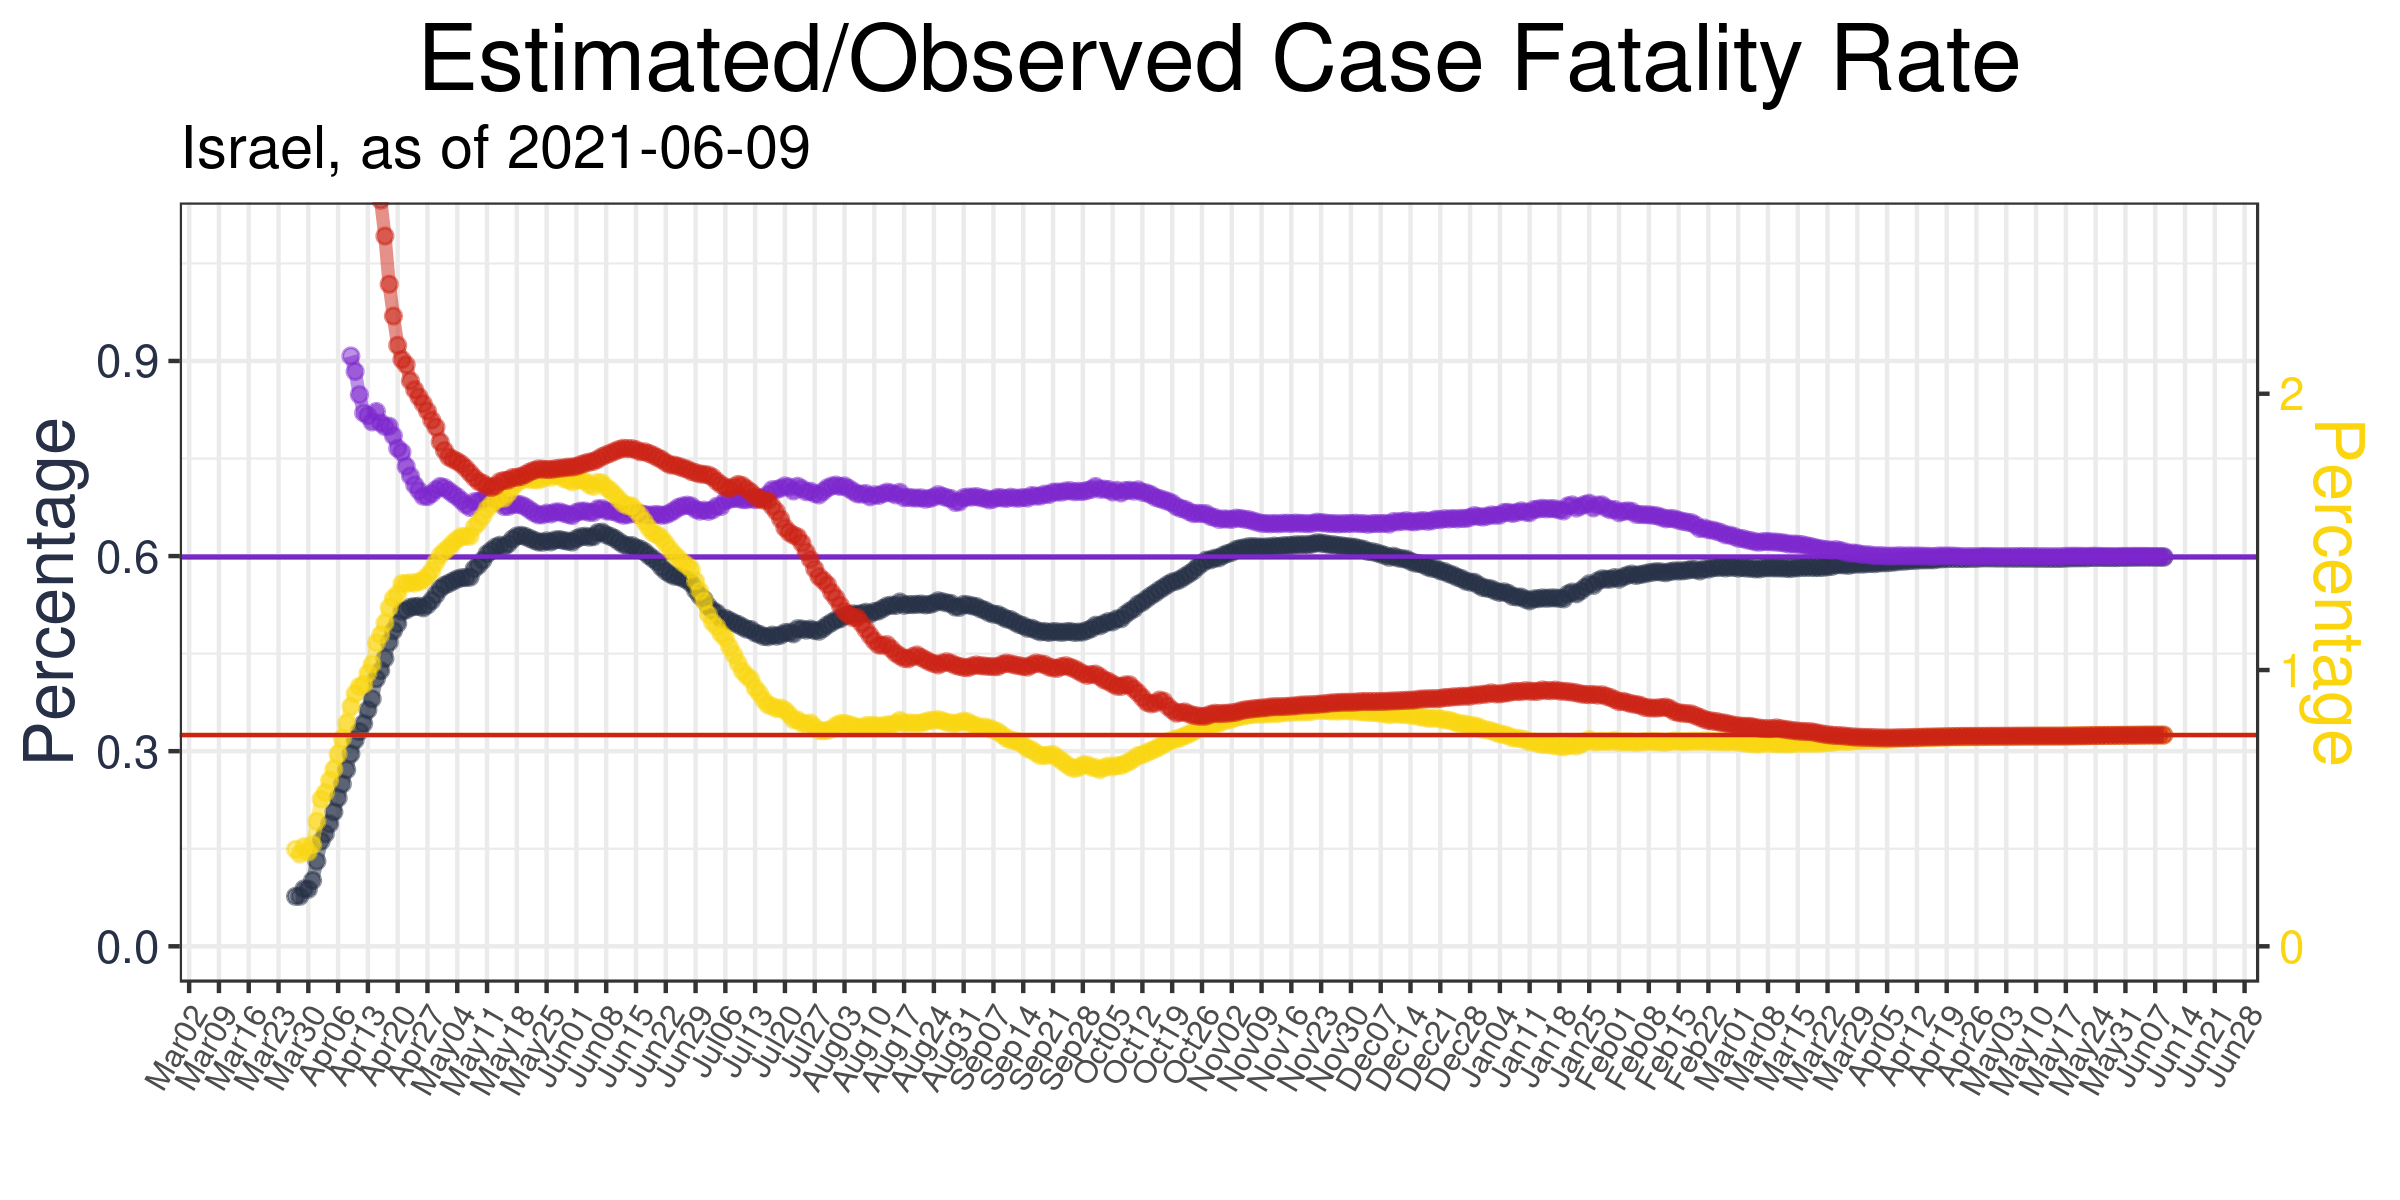 Estimated/Observed Case Fatality Rate
Israel, as of 2021-06-09
Percentage
0.9
0.6
0.3
0.0
2
1
0
Percentage
Mar02
Mar09
Mar16
Mar23
Mar30
Apr06
Apr13
Apr20
Apr27
May04
May11
May18
May25
Jun01
Jun08
Jun15
Jun22
Jun29
Jul06
Jul13
Jul20
Jul27
Aug03
Aug10
Aug17
Aug24
Aug31
Sep07
Sep14
Sep21
Sep28
Oct05
Oct12
Oct19
Oct26
Nov02
Nov09
Nov16
Nov23
Nov30
Dec07
Dec14
Dec21
Dec28
Jan04
Jan11
Jan18
Jan25
Feb01
Feb08
Feb15
Feb22
Mar01
Mar08
Mar15
Mar22
Mar29
Apr05
Apr12
Apr19
Apr26
May03
May10
May17
May24
May31
Jun07
Jun14
Jun21
Jun28